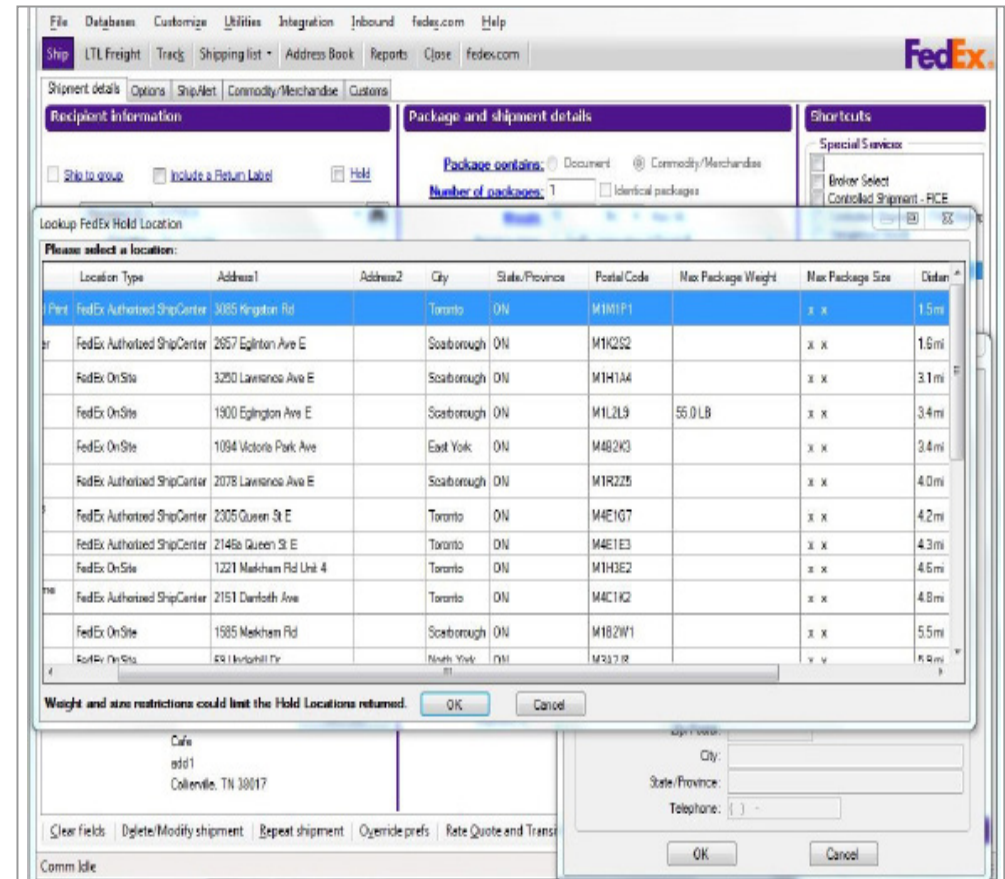 File Databases Customize Utilities Integration Inbound fedex.com Help
Ship LTL Freight Track Shipping list Address Book Reports Close fedex.com
FedEx
Shipment details Options ShipAlert Commodity/Merchandise Customs
Recipient information Package and shipment details Shortcuts
Special Services
Ship to group Include a Return Label Hold
Package contains: Document Commodity/Merchandise
Number of packages: 1 Identical packages
Broker Select
Controlled Shipment - FICE
Lookup FedEx Hold Location
Please select a location:
Location Type Address1 Address2 City State/Province Postal Code Max Package Weight Max Package Size Distan
d Print FedEx Authorized ShipCenter 3085 Kingston Rd Toronto ON M1M1P1 x x 1.5mi
er FedEx Authorized ShipCenter 2657 Eglinton Ave E Scarborough ON M1K2S2 x x 1.6mi
FedEx OnSite 3250 Lawrence Ave E Scarborough ON M1H1A4 x x 3.1mi
FedEx OnSite 1900 Eglington Ave E Scarborough ON M1L2L9 55.0 LB x x 3.4mi
FedEx OnSite 1094 Victoria Park Ave East York ON M4B2K3 x x 3.4mi
FedEx Authorized ShipCenter 2078 Lawrence Ave E Scarborough ON M1R2Z5 x x 4.0mi
FedEx Authorized ShipCenter 2305 Queen St E Toronto ON M4E1G7 x x 4.2mi
FedEx Authorized ShipCenter 2146a Queen St E Toronto ON M4E1E3 x x 4.3mi
FedEx OnSite 1221 Markham Rd Unit 4 Toronto ON M1H3E2 x x 4.6mi
me FedEx Authorized ShipCenter 2151 Danforth Ave Toronto ON M4C1K2 x x 4.8mi
FedEx OnSite 1585 Markham Rd Scarborough ON M1B2W1 x x 5.5mi
FedEx OnSite 69 Underhill Dr North York ON x x
Weight and size restrictions could limit the Hold Locations returned. OK Cancel
Cafe
add1
Collierville, TN 38017
City:
State/Province:
Telephone: ( ) -
Clear fields Delete/Modify shipment Repeat shipment Override prefs Rate Quote and Transi
OK Cancel
Comm Idle